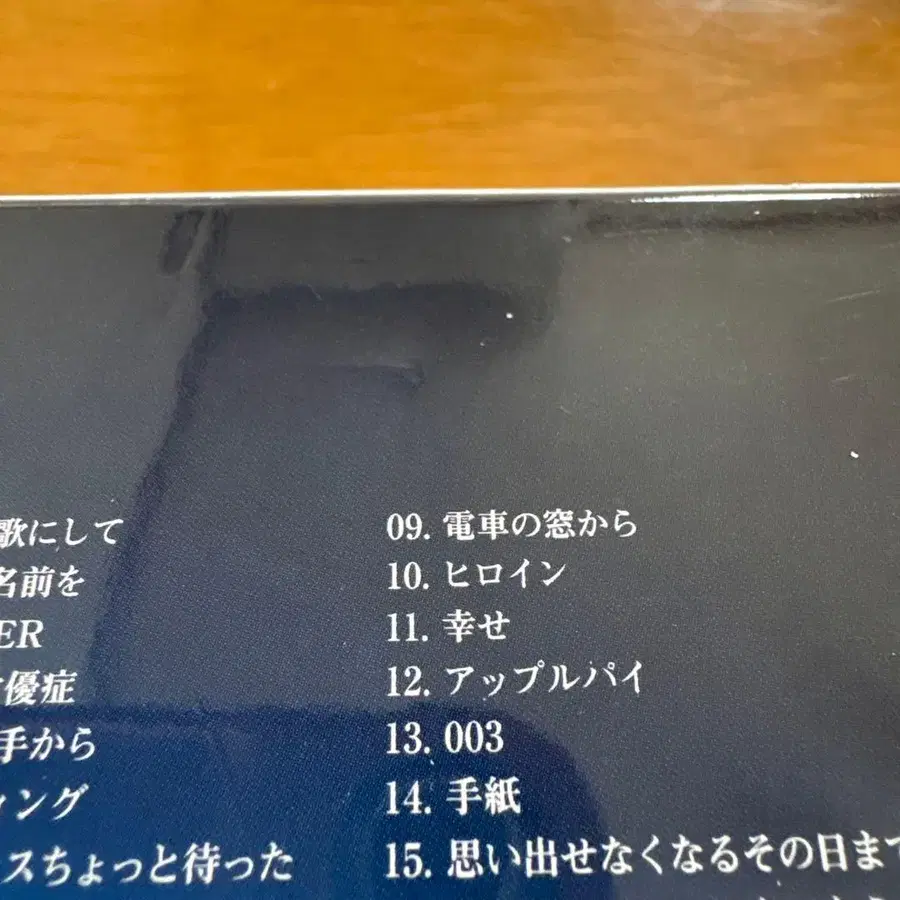 歌にして
名前を
ER
優症
手から
ィング
スちょっと待った
09. 電車の窓から
10. ヒロイン
11. 幸せ
12. アップルパイ
13. 003
14. 手紙
15. 思い出せなくなるその日まで